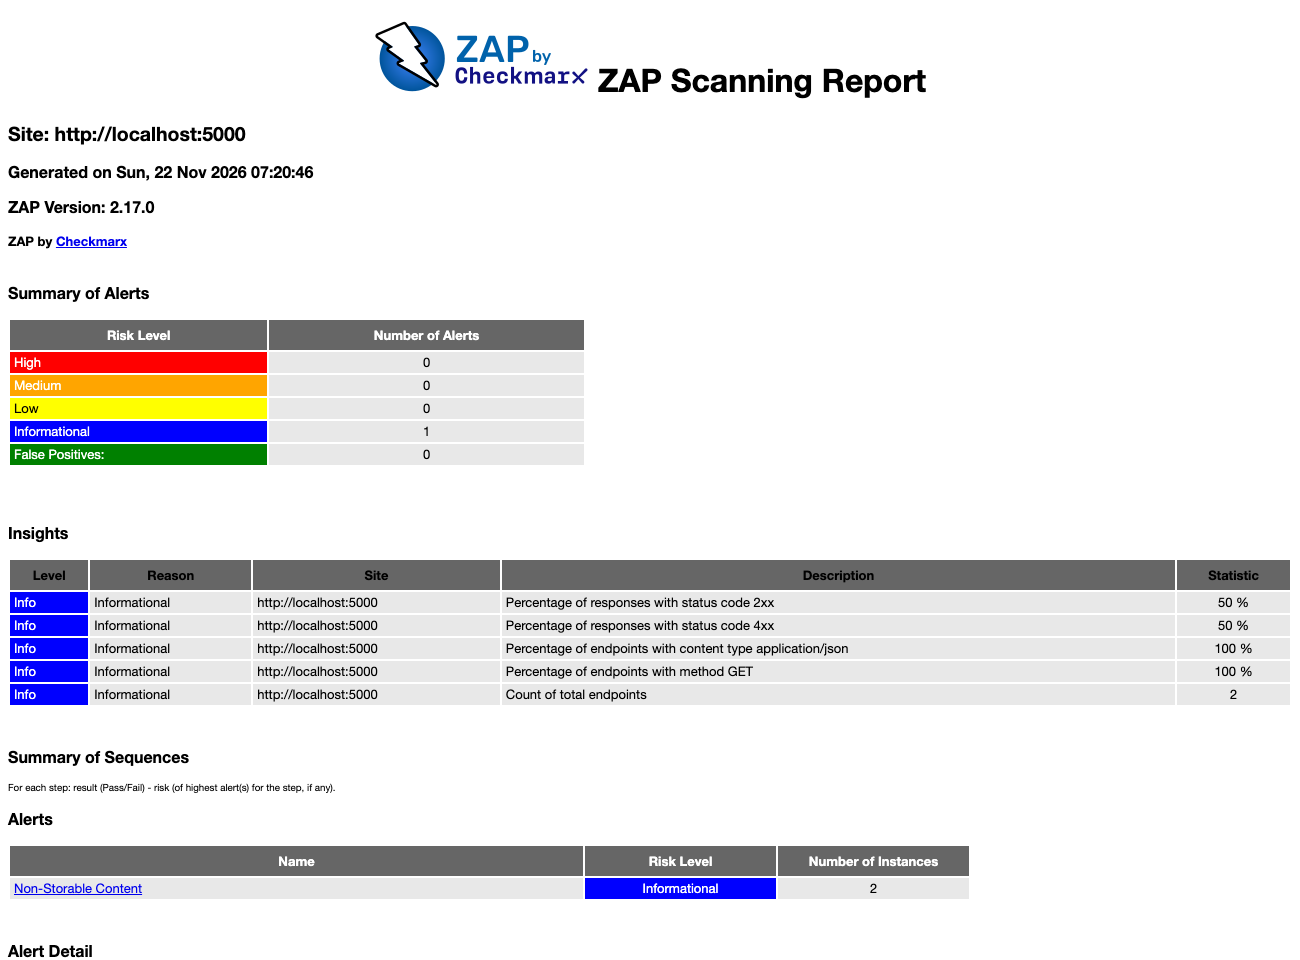 ZAP by
Checkmarx ZAP Scanning Report
Site: http://localhost:5000
Generated on Sun, 22 Nov 2026 07:20:46
ZAP Version: 2.17.0
ZAP by Checkmarx
Summary of Alerts
Risk Level Number of Alerts
High 0
Medium 0
Low 0
Informational 1
False Positives: 0
Insights
Level Reason Site Description Statistic
Info Informational http://localhost:5000 Percentage of responses with status code 2xx 50 %
Info Informational http://localhost:5000 Percentage of responses with status code 4xx 50 %
Info Informational http://localhost:5000 Percentage of endpoints with content type application/json 100 %
Info Informational http://localhost:5000 Percentage of endpoints with method GET 100 %
Info Informational http://localhost:5000 Count of total endpoints 2
Summary of Sequences
For each step: result (Pass/Fail) - risk (of highest alert(s) for the step, if any).
Alerts
Name Risk Level Number of Instances
Non-Storable Content Informational 2
Alert Detail